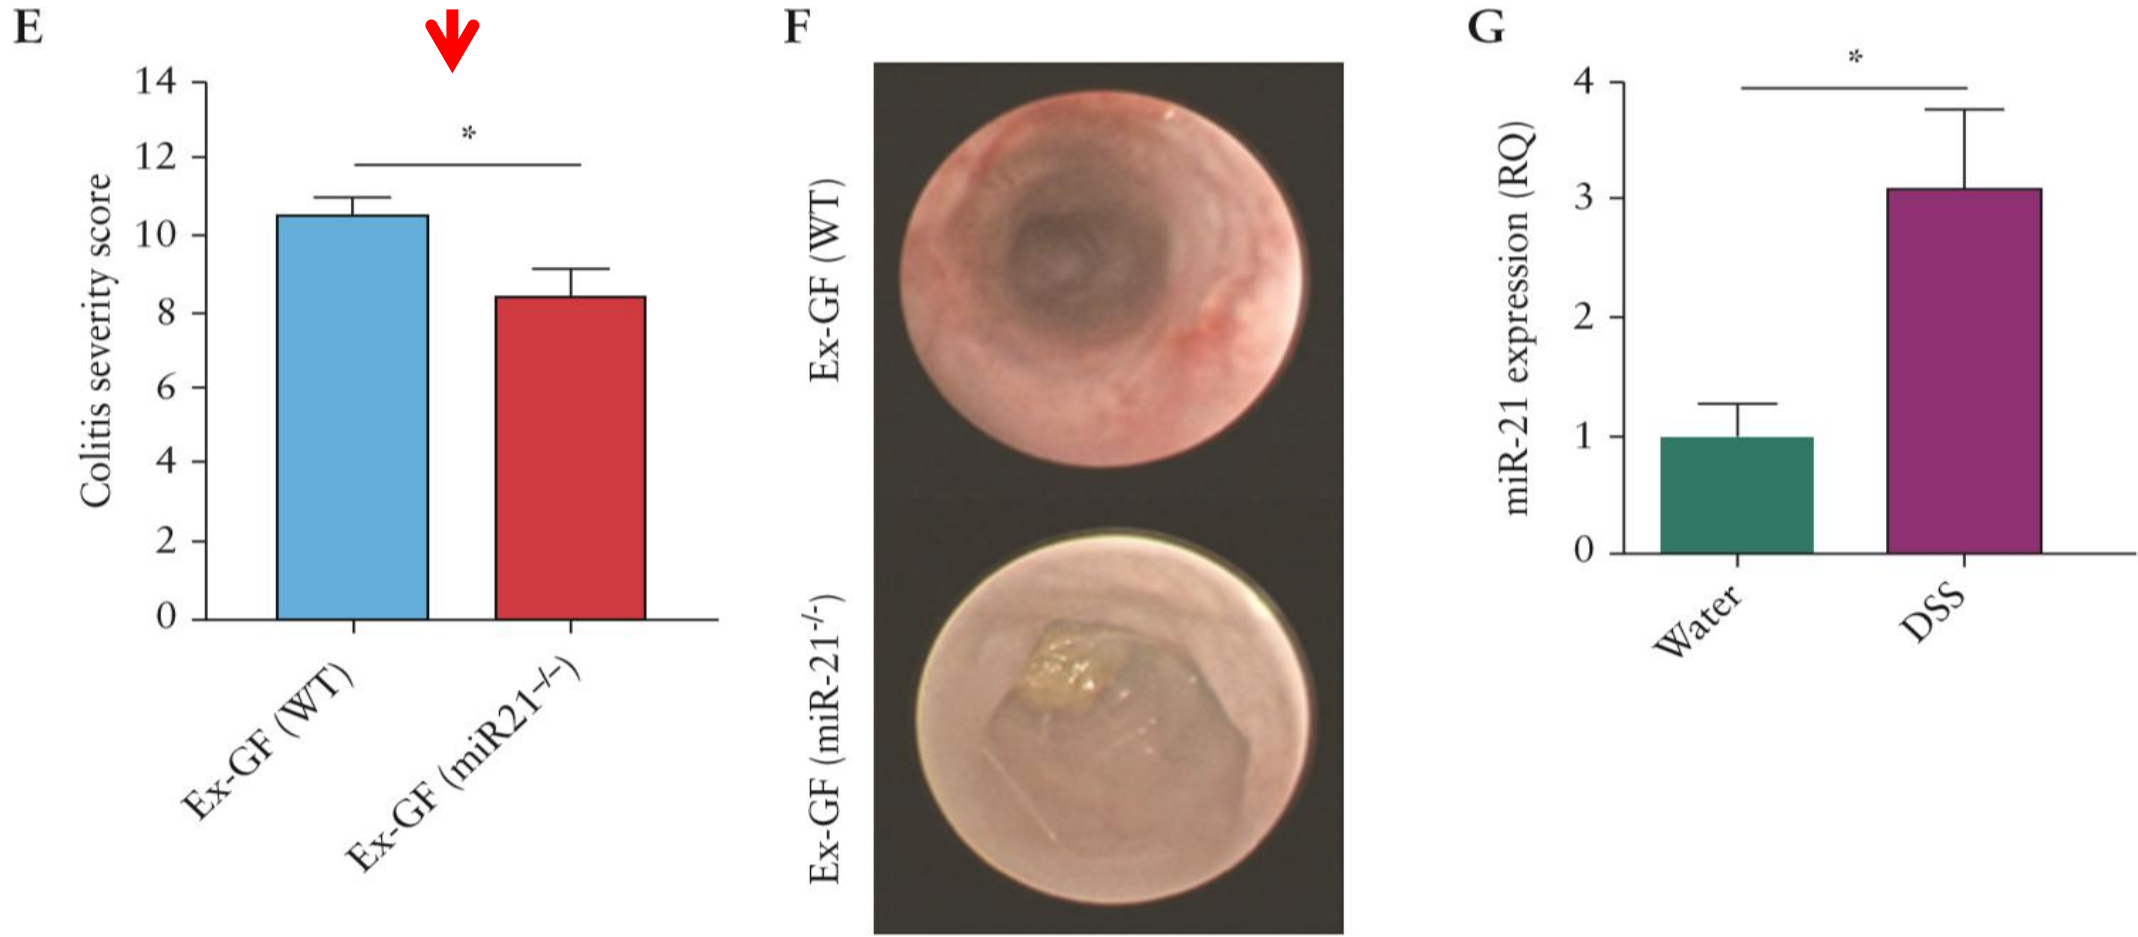 E
14
12
10
8
6
4
2
0
Colitis severity score
*
Ex-GF (WT)
Ex-GF (miR21–/–)
F
Ex-GF (WT)
Ex-GF (miR-21-/-)
G
4
3
2
1
0
miR-21 expression (RQ)
*
Water
DSS